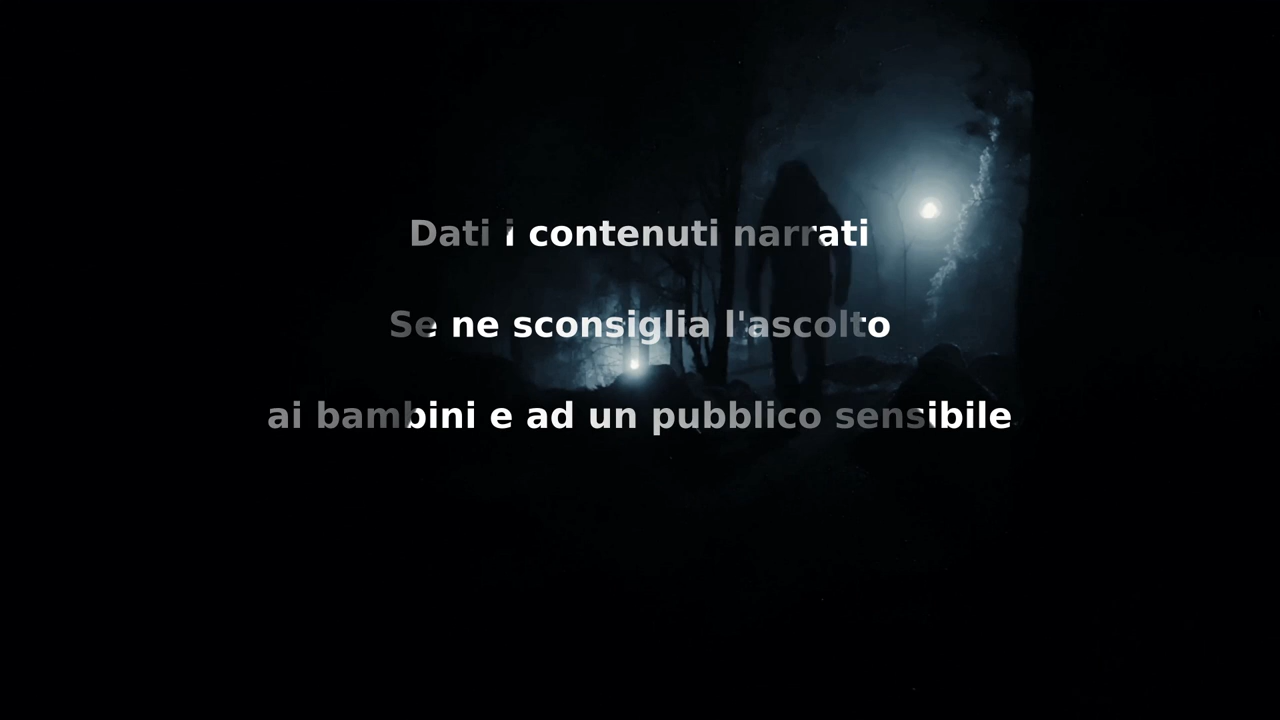 Dati i contenuti narrati
Se ne sconsiglia l'ascolto
ai bambini e ad un pubblico sensibile